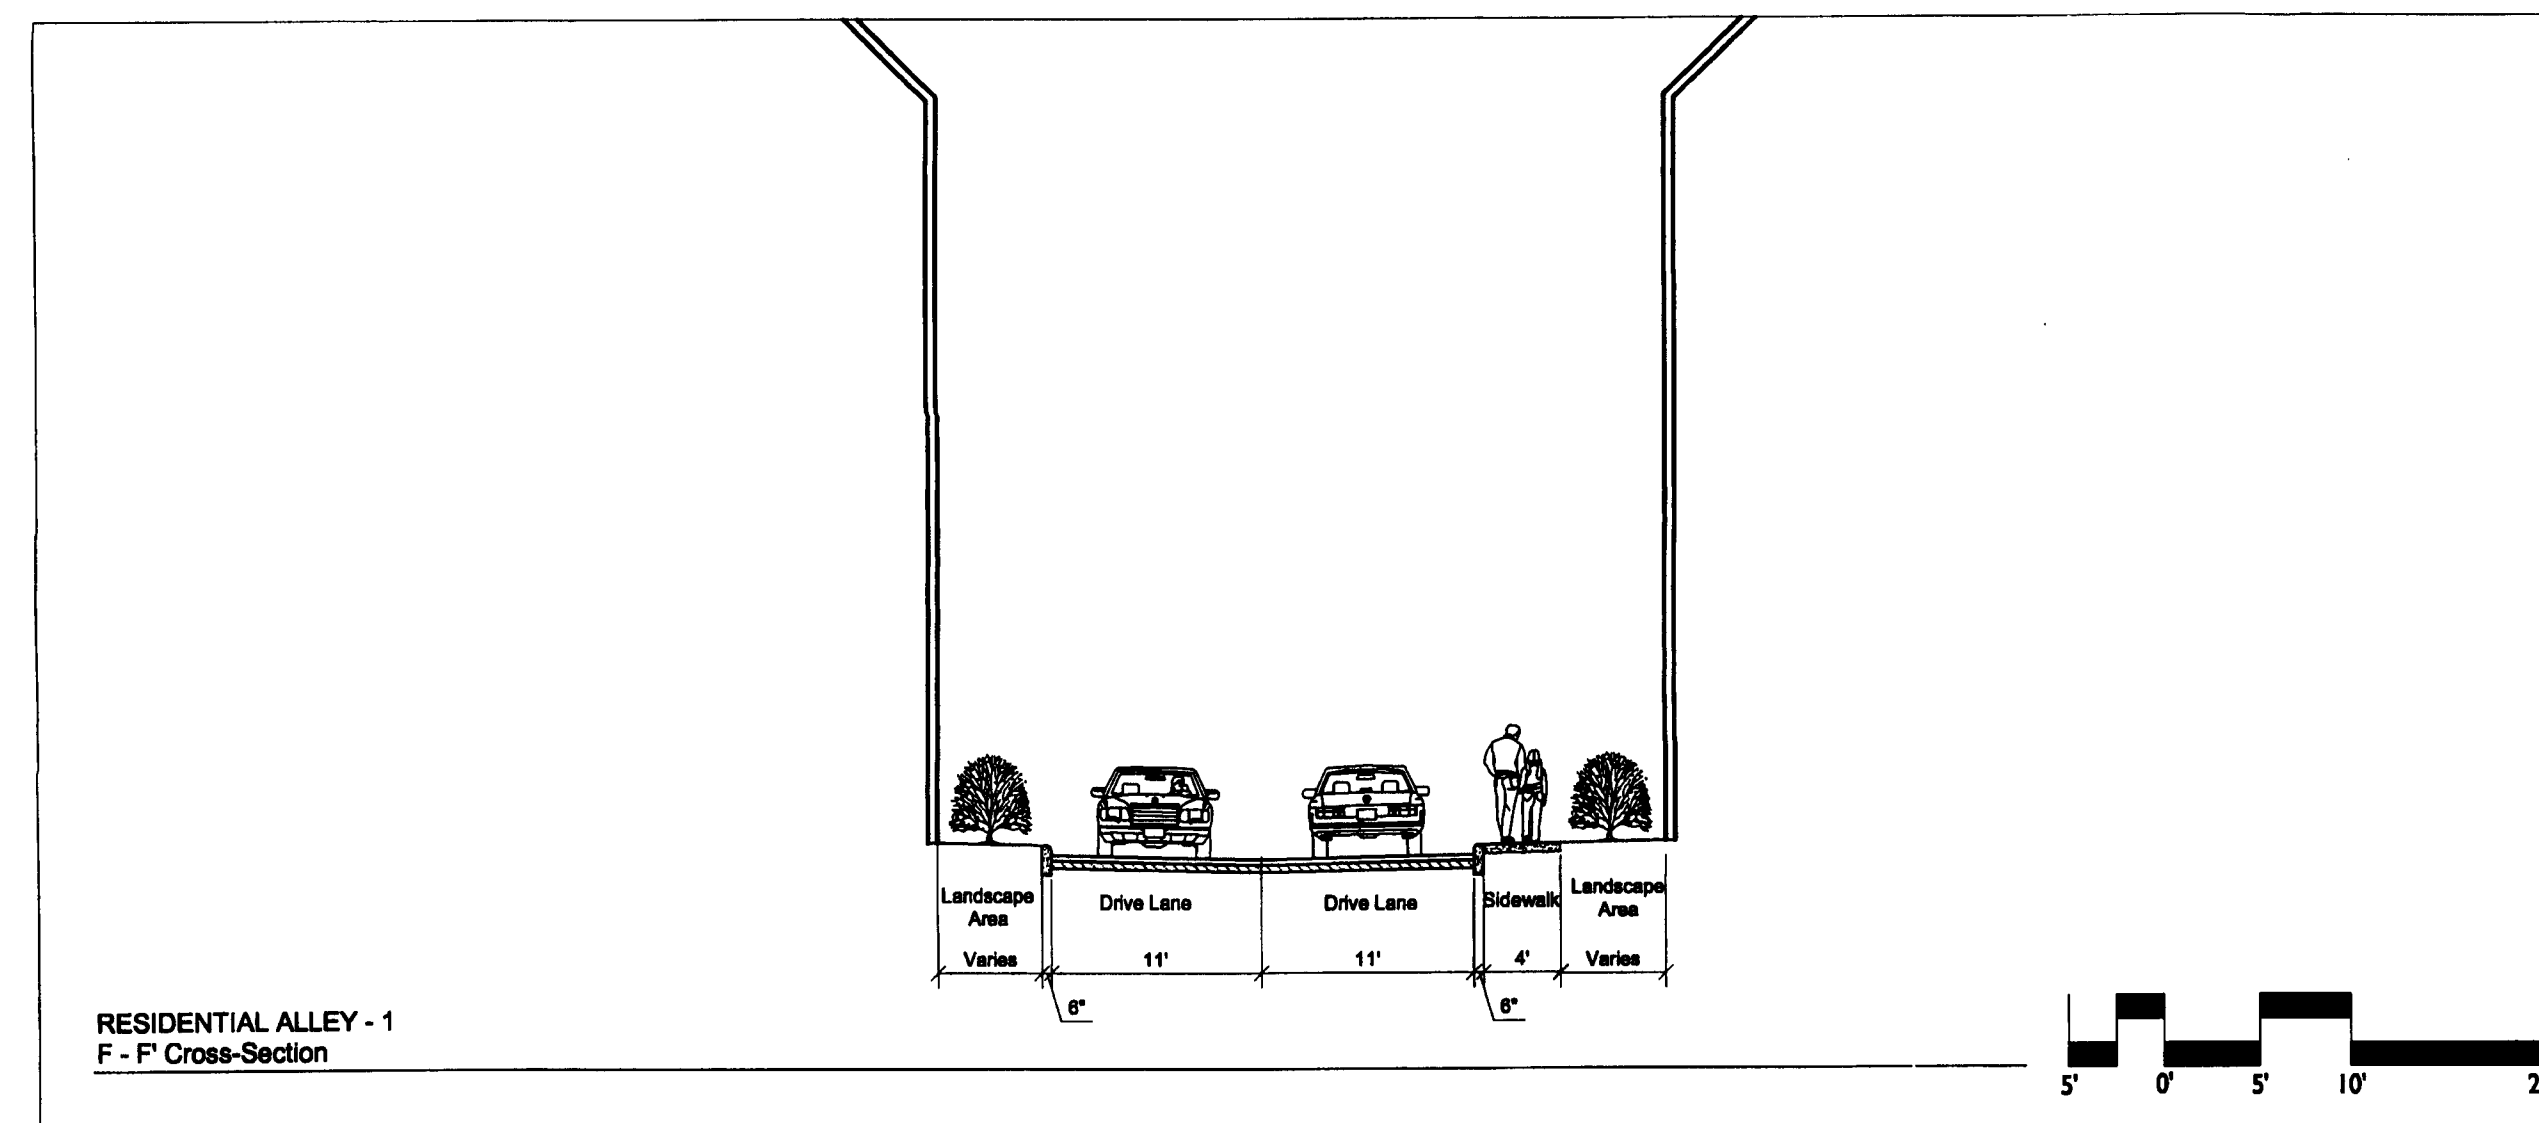 Landscape
Area
Drive Lane
Drive Lane
Sidewalk
Landscape
Area
Varies
11'
11'
4'
Varies
6"
6"
RESIDENTIAL ALLEY - 1
F - F' Cross-Section
5' 0' 5' 10'